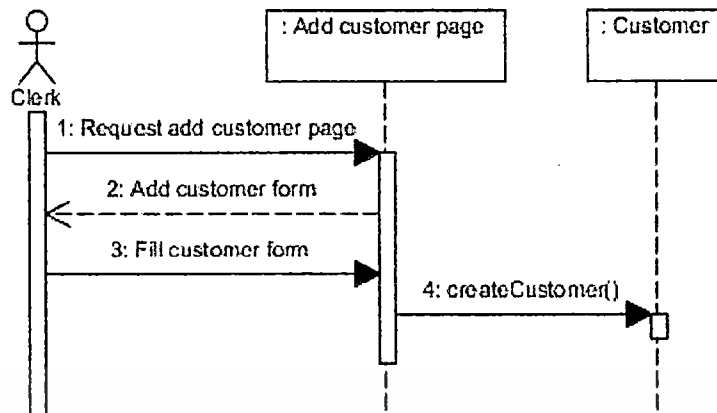 : Add customer page
: Customer
Clerk
1: Request add customer page
2: Add customer form
3: Fill customer form
4: createCustomer()